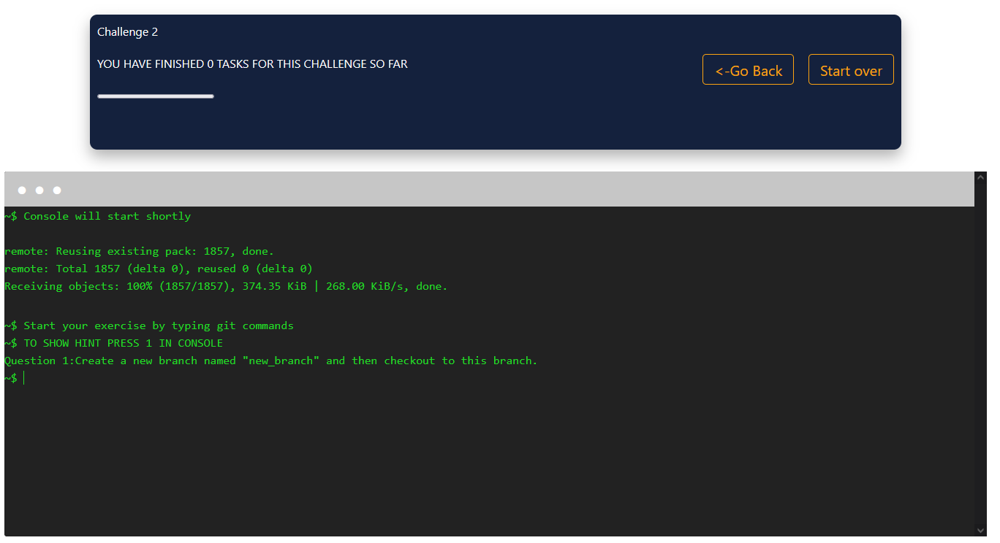 Challenge 2
YOU HAVE FINISHED 0 TASKS FOR THIS CHALLENGE SO FAR
<-Go Back
Start over
~$ Console will start shortly
remote: Reusing existing pack: 1857, done.
remote: Total 1857 (delta 0), reused 0 (delta 0)
Receiving objects: 100% (1857/1857), 374.35 KiB | 268.00 KiB/s, done.
~$ Start your exercise by typing git commands
~$ TO SHOW HINT PRESS 1 IN CONSOLE
Question 1:Create a new branch named "new_branch" and then checkout to this branch.
~$